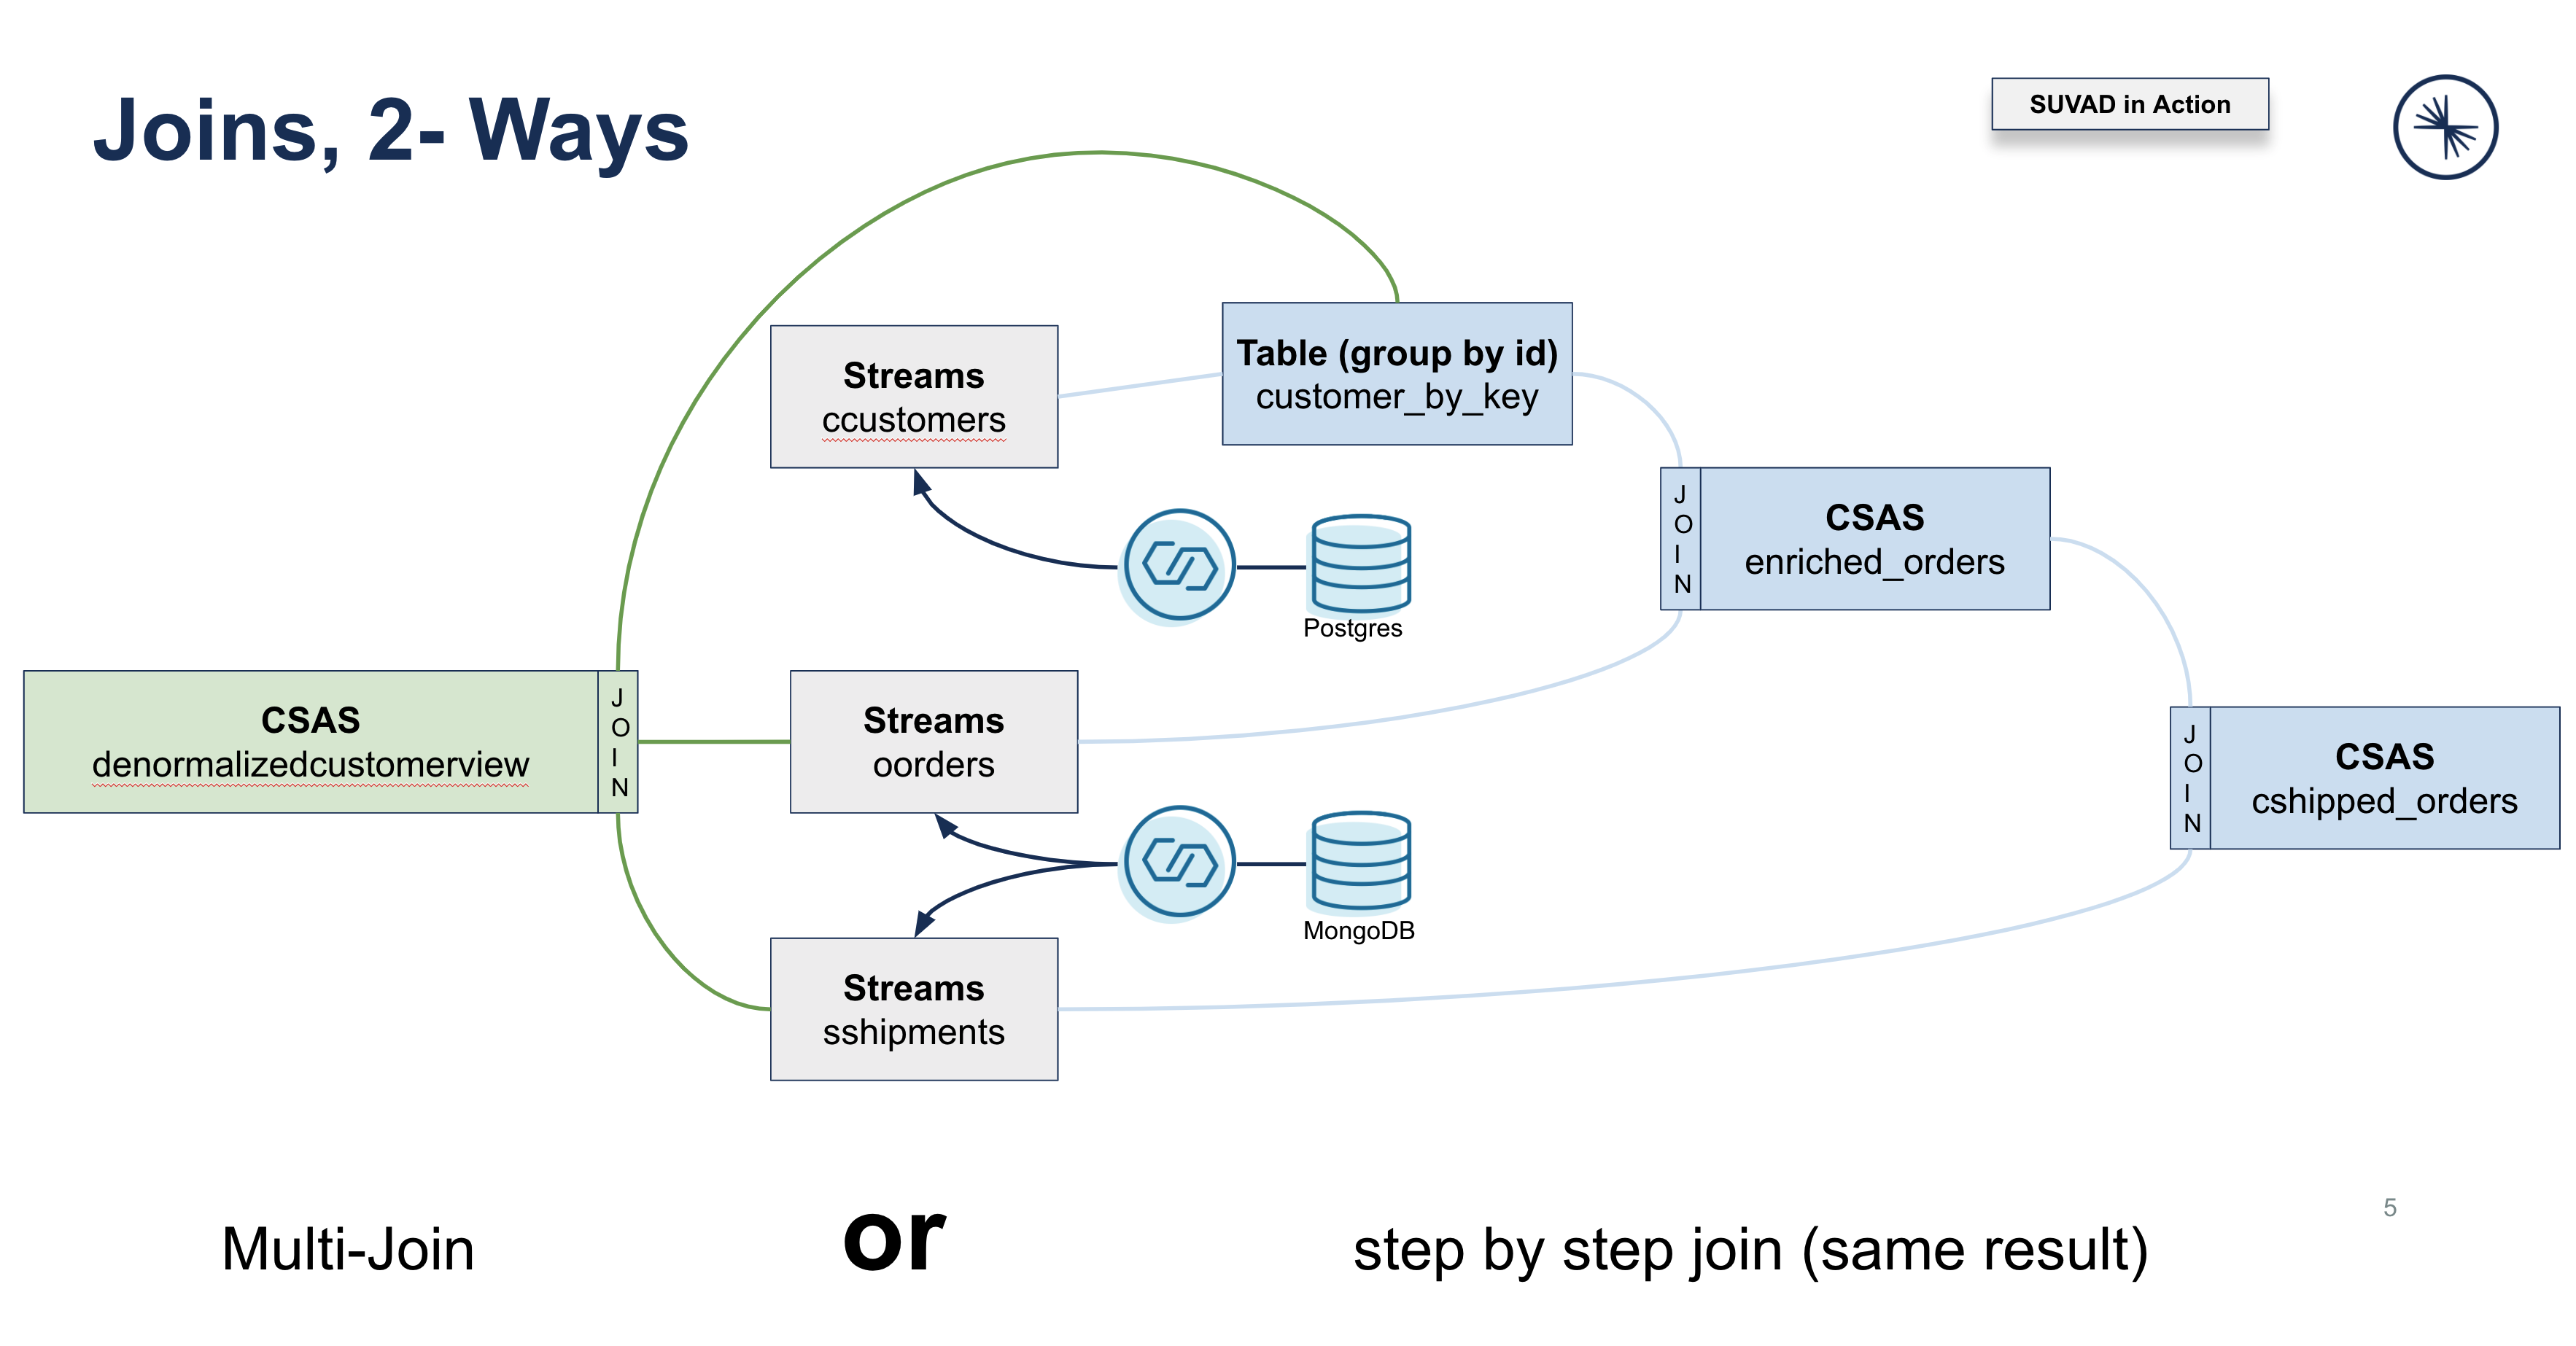 Joins, 2- Ways
SUVAD in Action
Streams
ccustomers
Table (group by id)
customer_by_key
JOIN
CSAS
enriched_orders
Postgres
CSAS
denormalizedcustomerview
JOIN
Streams
oorders
JOIN
CSAS
cshipped_orders
MongoDB
Streams
sshipments
Multi-Join
or
step by step join (same result)
5